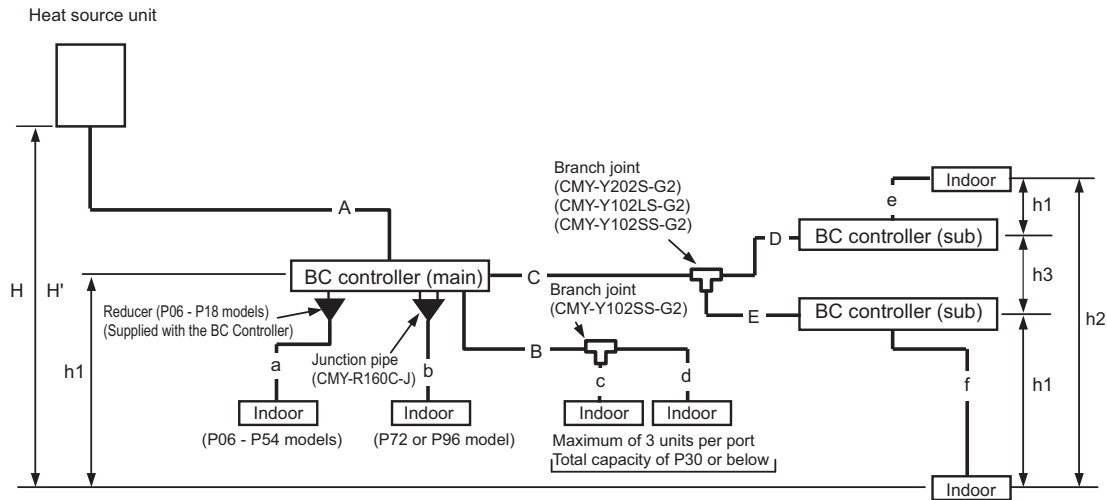 Heat source unit
Branch joint
(CMY-Y202S-G2)
(CMY-Y102LS-G2)
(CMY-Y102SS-G2)
Indoor
e
h1
A
D
BC controller (sub)
BC controller (main)
C
h3
H
H'
Reducer (P06 - P18 models)
(Supplied with the BC Controller)
Branch joint
(CMY-Y102SS-G2)
E
BC controller (sub)
h2
h1
a
Junction pipe
(CMY-R160C-J)
b
B
c
d
f
h1
Indoor
Indoor
Indoor
Indoor
(P06 - P54 models)
(P72 or P96 model)
Maximum of 3 units per port
Total capacity of P30 or below
Indoor